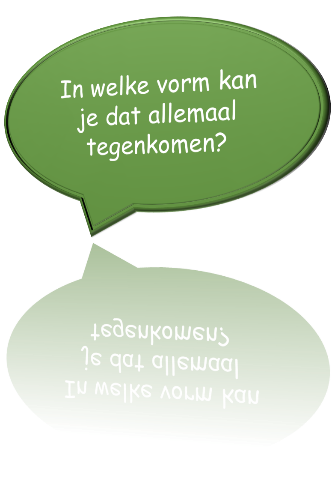 In welke vorm kan
je dat allemaal
tegenkomen?